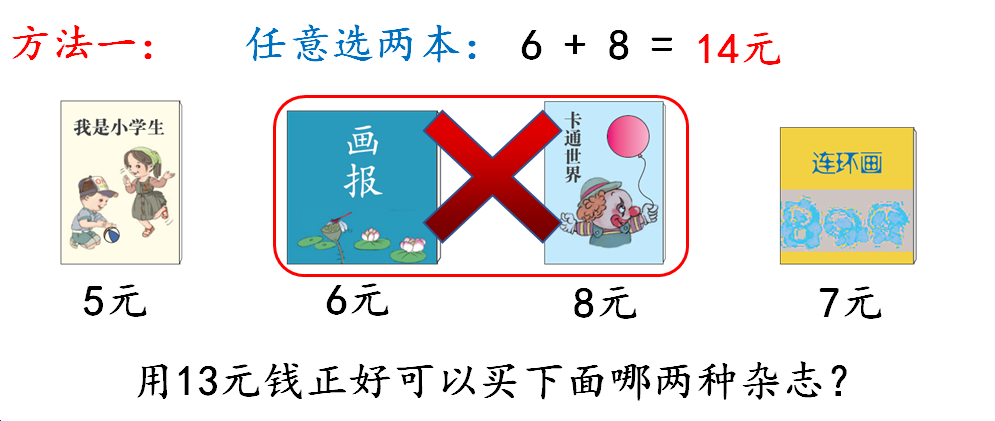 方法一： 任意选两本： 6 + 8 = 14元
我是小学生
画报
卡通世界
连环画
5元 6元 8元 7元
用13元钱正好可以买下面哪两种杂志？